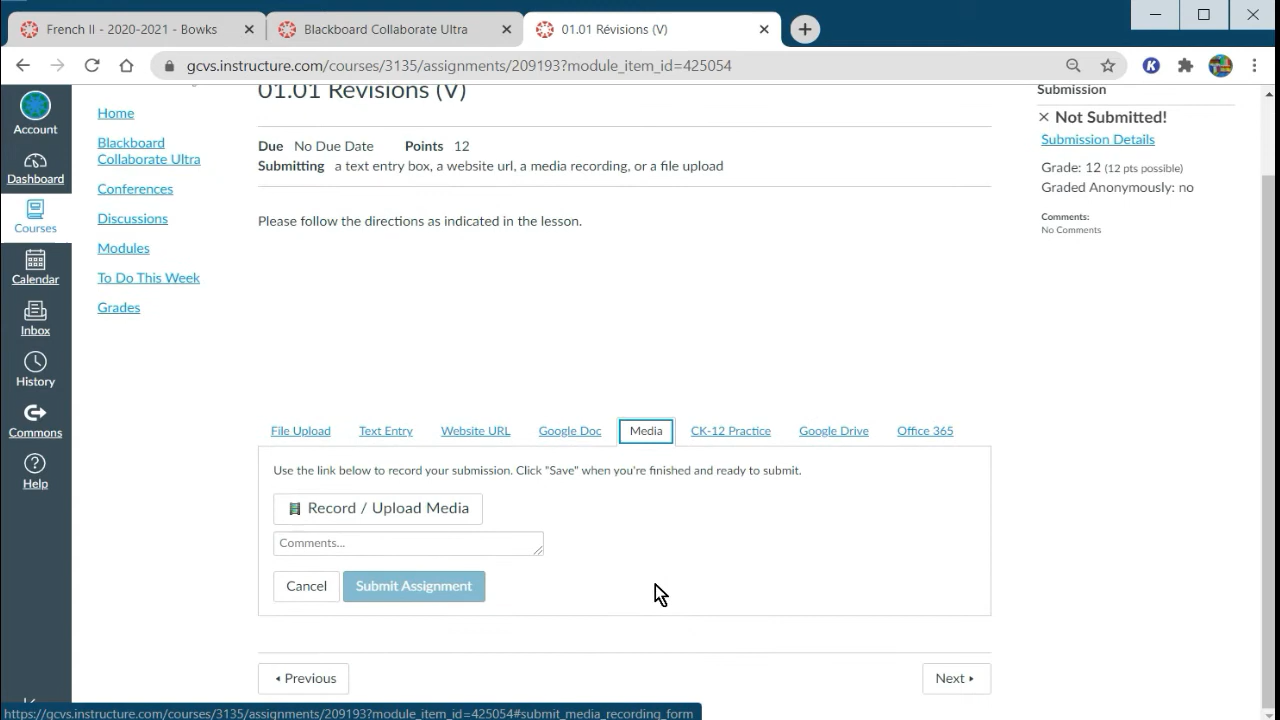 French II - 2020-2021 - Bowks
Blackboard Collaborate Ultra
01.01 Révisions (V)
gcvs.instructure.com/courses/3135/assignments/209193?module_item_id=425054
K
Account
Dashboard
Courses
Calendar
Inbox
History
Commons
Help
Home
Blackboard
Collaborate Ultra
Conferences
Discussions
Modules
To Do This Week
Grades
01.01 Révisions (V)
Due No Due Date Points 12
Submitting a text entry box, a website url, a media recording, or a file upload
Please follow the directions as indicated in the lesson.
File Upload Text Entry Website URL Google Doc Media CK-12 Practice Google Drive Office 365
Use the link below to record your submission. Click "Save" when you're finished and ready to submit.
Record / Upload Media
Comments...
Cancel Submit Assignment
Previous
Next
Submission
Not Submitted!
Submission Details
Grade: 12 (12 pts possible)
Graded Anonymously: no
Comments:
No Comments
https://gcvs.instructure.com/courses/3135/assignments/209193?module_item_id=425054#submit_media_recording_form